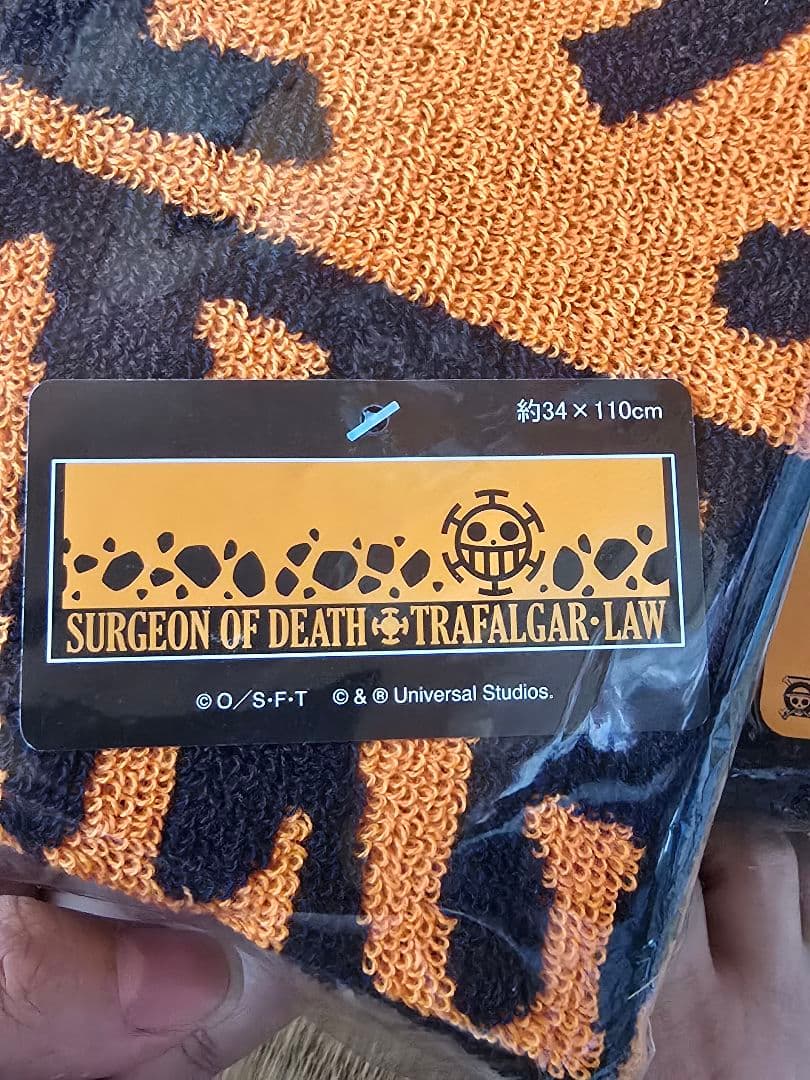 約34×110cm
SURGEON OF DEATH TRAFALGAR・LAW
©O/S・F・T ©&® Universal Studios.